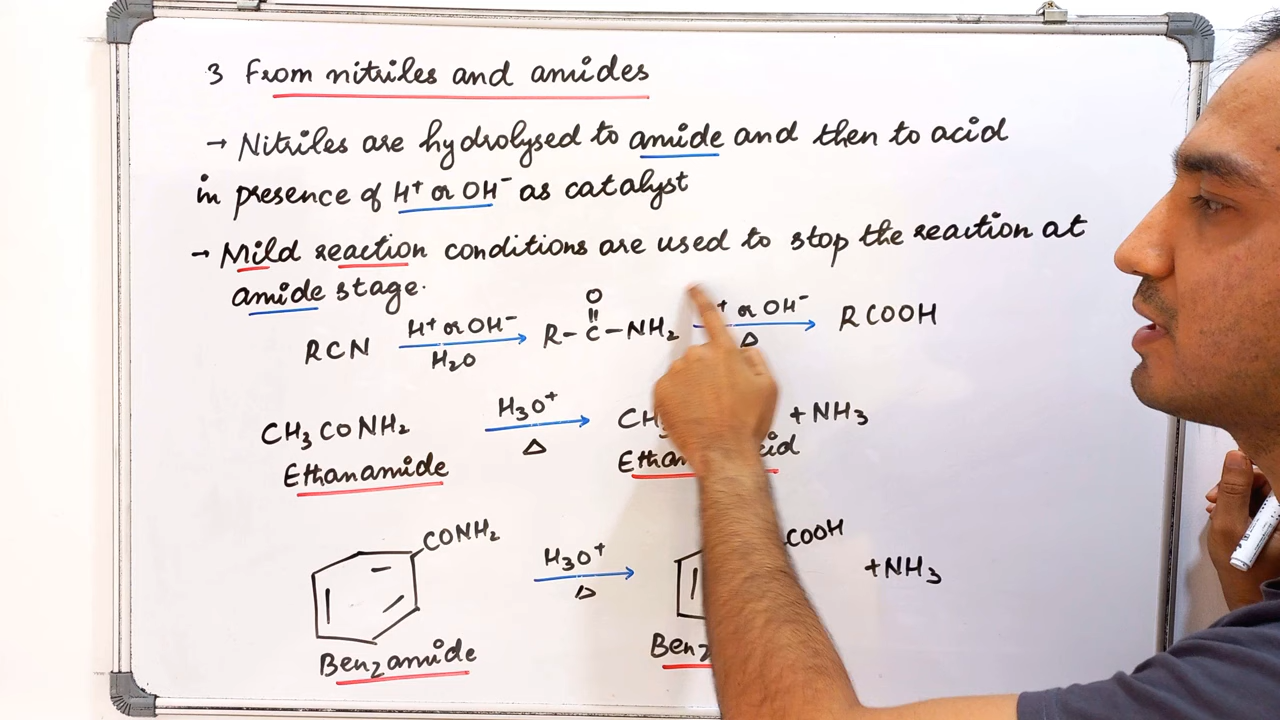 3 From nitriles and amides
→ Nitriles are hydrolysed to amide and then to acid
in presence of H⁺ or OH⁻ as catalyst
→ Mild reaction conditions are used to stop the reaction at
amide stage.
O
RCN H⁺ or OH⁻ R-C-NH₂ ⁺ or OH⁻ RCOOH
H₂O Δ
CH₃CONH₂ H₃O⁺ CH₃ +NH₃
Δ
Ethanamide
CONH₂ H₃O⁺ COOH +NH₃
Δ
Benzamide